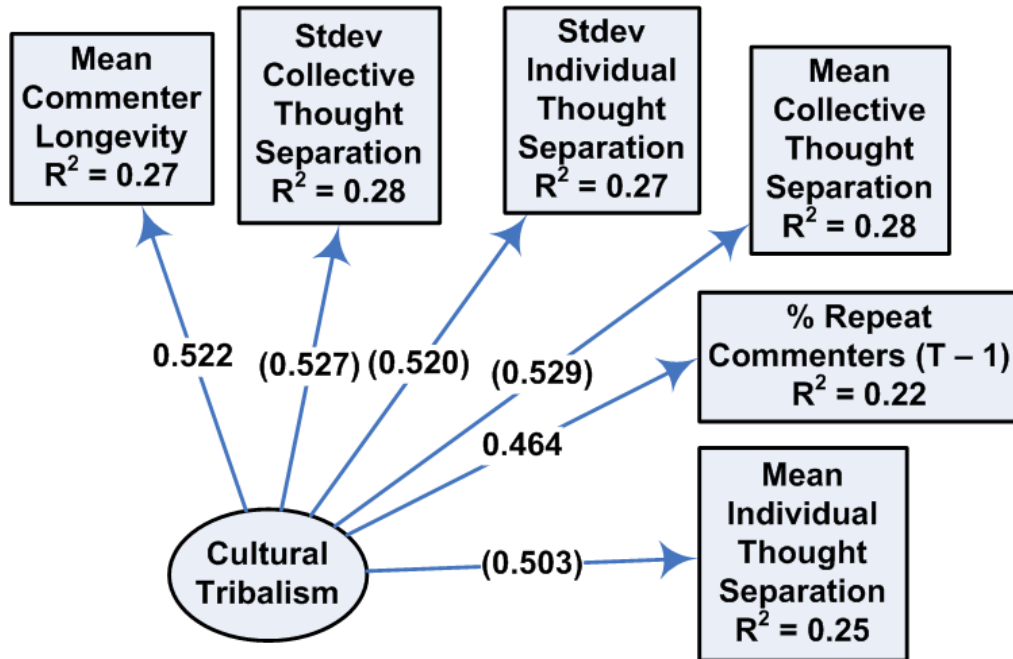 Mean
Commenter
Longevity
R² = 0.27
Stdev
Collective
Thought
Separation
R² = 0.28
Stdev
Individual
Thought
Separation
R² = 0.27
Mean
Collective
Thought
Separation
R² = 0.28
% Repeat
Commenters (T – 1)
R² = 0.22
Mean
Individual
Thought
Separation
R² = 0.25
0.522
(0.527)
(0.520)
(0.529)
0.464
(0.503)
Cultural
Tribalism